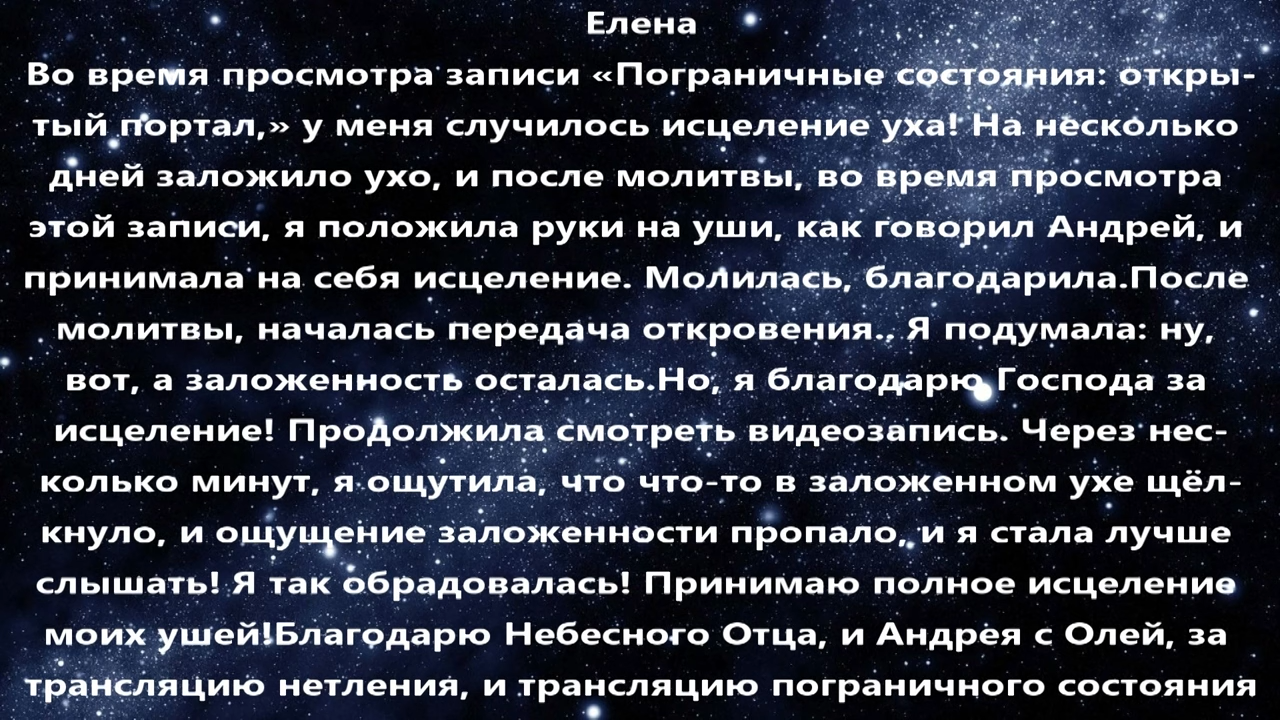 Елена
Во время просмотра записи «Пограничные состояния: откры-
тый портал,» у меня случилось исцеление уха! На несколько
дней заложило ухо, и после молитвы, во время просмотра
этой записи, я положила руки на уши, как говорил Андрей, и
принимала на себя исцеление. Молилась, благодарила.После
молитвы, началась передача откровения.. Я подумала: ну,
вот, а заложенность осталась.Но, я благодарю Господа за
исцеление! Продолжила смотреть видеозапись. Через нес-
колько минут, я ощутила, что что-то в заложенном ухе щёл-
кнуло, и ощущение заложенности пропало, и я стала лучше
слышать! Я так обрадовалась! Принимаю полное исцеление
моих ушей!Благодарю Небесного Отца, и Андрея с Олей, за
трансляцию нетления, и трансляцию пограничного состояния